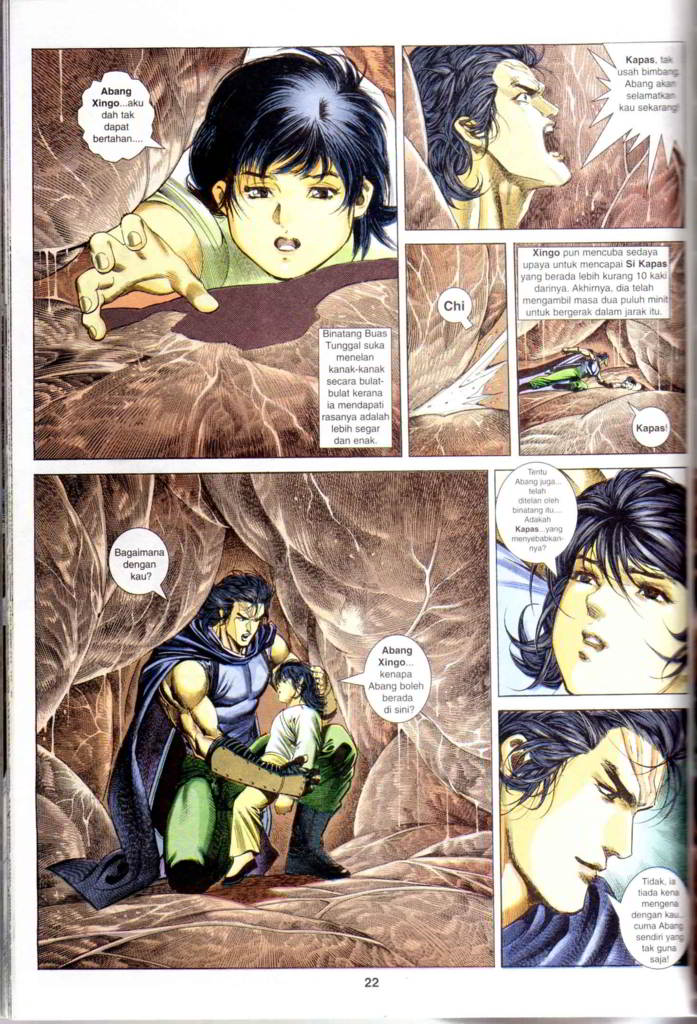 Abang
Xingo...aku
dah tak
dapat
bertahan....
Kapas, tak
usah bimbang.
Abang akan
selamatkan
kau sekarang!
Binatang Buas
Tunggal suka
menelan
kanak-kanak
secara bulat-
bulat kerana
ia mendapati
rasanya adalah
lebih segar
dan enak.
Chi
Xingo pun mencuba sedaya
upaya untuk mencapai Si Kapas
yang berada lebih kurang 10 kaki
darinya. Akhirnya, dia telah
mengambil masa dua puluh minit
untuk bergerak dalam jarak itu.
Kapas!
Bagaimana
dengan
kau?
Abang
Xingo...
kenapa
Abang boleh
berada
di sini?
Tentu
Abang juga...
telah
ditelan oleh
binatang itu....
Adakah
Kapas...yang
menyebabkan-
nya?
Tidak, ia
tiada kena
mengena
dengan kau...
cuma Abang
sendiri yang
tak guna
saja!
22